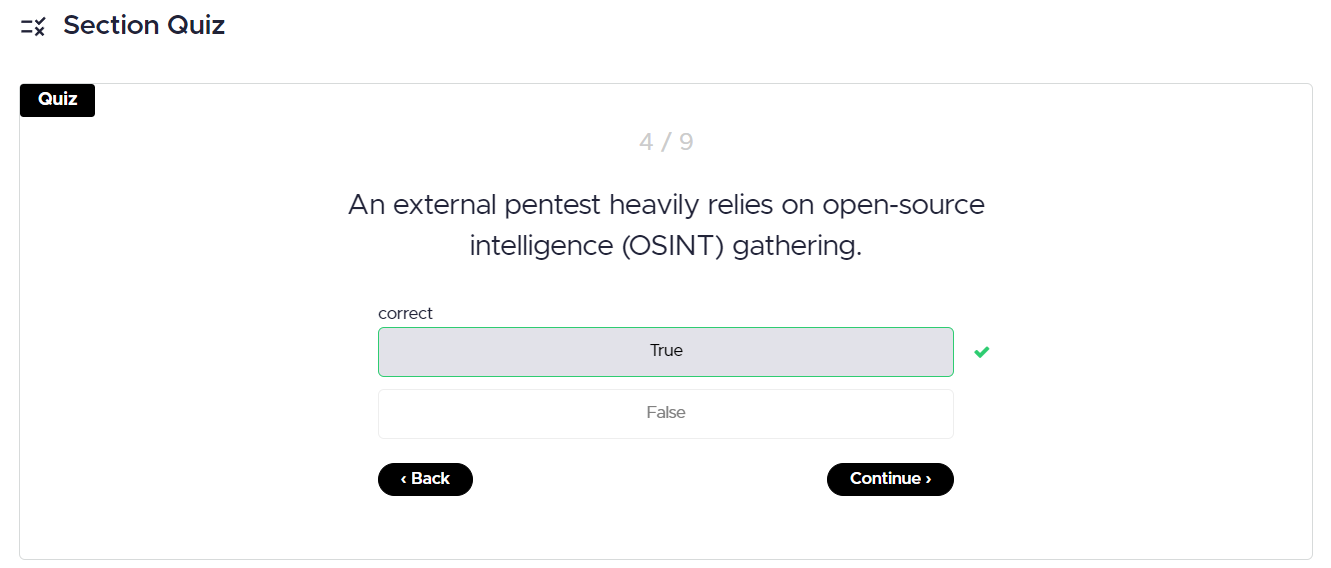 Section Quiz
Quiz
4 / 9
An external pentest heavily relies on open-source
intelligence (OSINT) gathering.
correct
True
False
‹ Back
Continue ›